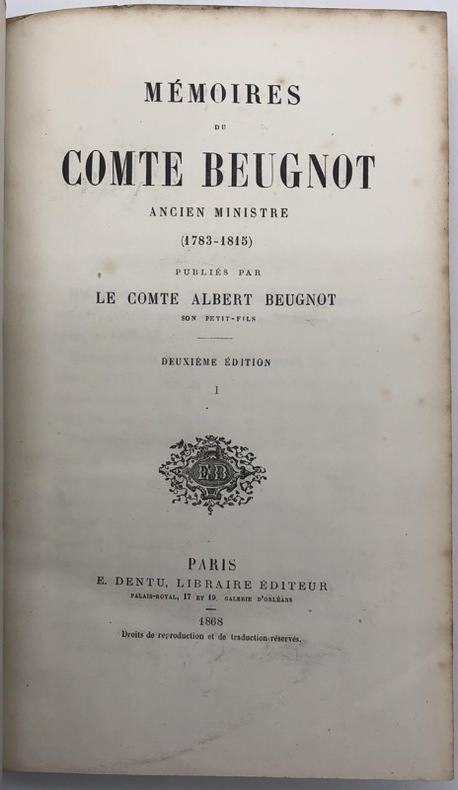 MÉMOIRES
DU
COMTE BEUGNOT
ANCIEN MINISTRE
(1783-1815)
PUBLIÉS PAR
LE COMTE ALBERT BEUGNOT
SON PETIT-FILS
DEUXIÈME ÉDITION
I
PARIS
E. DENTU, LIBRAIRE ÉDITEUR
PALAIS-ROYAL, 17 ET 19, GALERIE D'ORLÉANS
1868
Droits de reproduction et de traduction réservés.